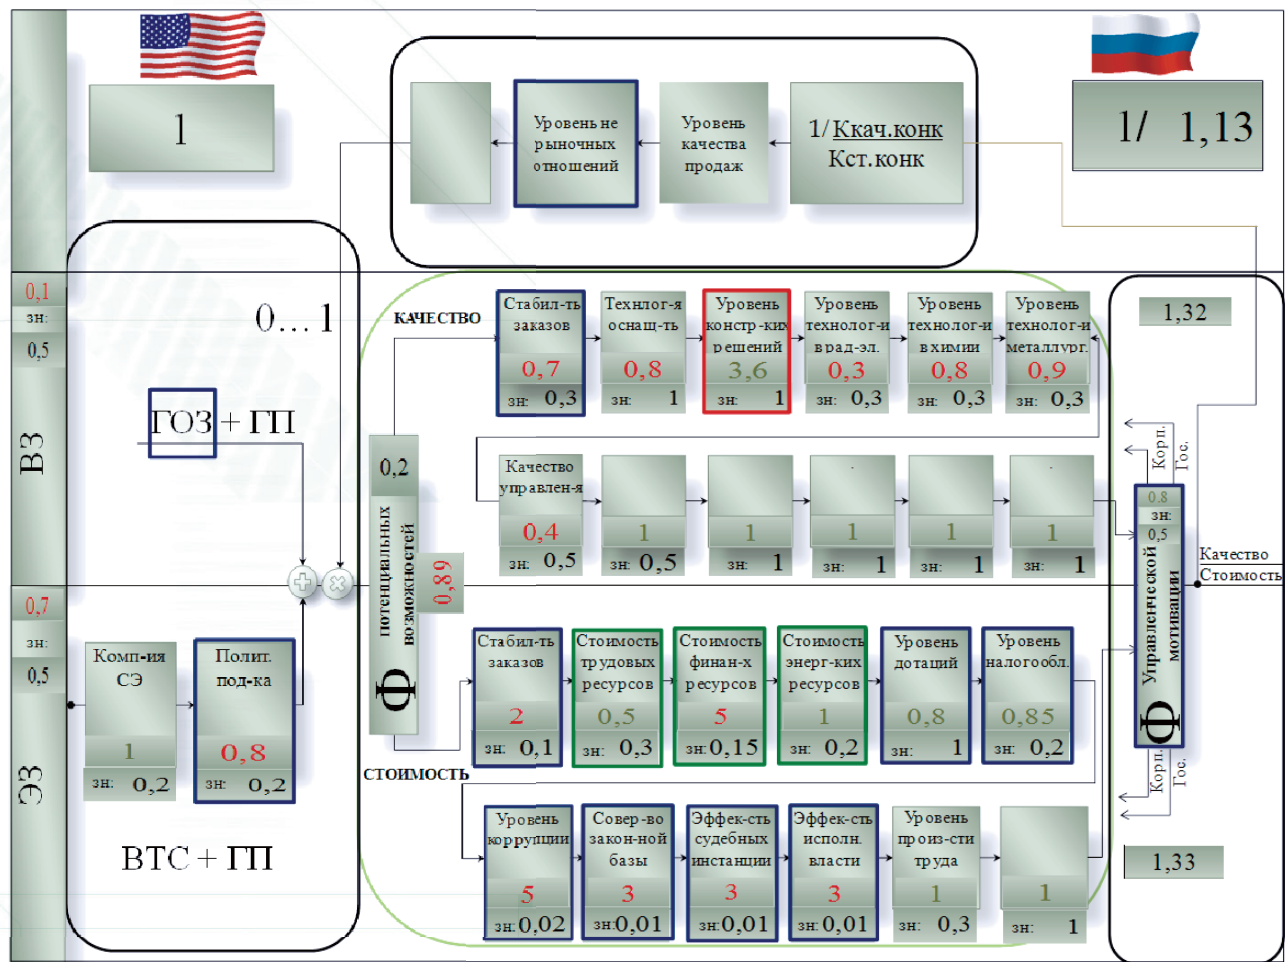 1
Уровень не
рыночных
отношений
Уровень
качества
продаж
1/ Ккач.конк
Кст.конк
1/ 1,13
0,1
зн:
0,5
ВЗ
0… 1
ГОЗ + ГП
КАЧЕСТВО
Стабил-ть
заказов
0,7
зн: 0,3
Технлог-я
оснащ-ть
0,8
зн: 1
Уровень
констр-ких
решений
3,6
зн: 1
Уровень
технолог-и
в рад-эл.
0,3
зн: 0,3
Уровень
технолог-и
в химии
0,8
зн: 0,3
Уровень
технолог-и
металлург.
0,9
зн: 0,3
1,32
Качество
управлен-я
0,4
зн: 0,5
1
зн: 0,5
1
зн: 1
1
зн: 1
1
зн: 1
1
зн: 1
0,2
Ф потенциальных
возможностей
0,89
Корп.
Гос.
0.8
зн:
0,5
Ф Управленческой
мотивации
Корп.
Гос.
Качество
Стоимость
0,7
зн:
0,5
ЭЗ
Комп-ия
СЭ
1
зн: 0,2
Полит.
под-ка
0,8
зн: 0,2
ВТС + ГП
СТОИМОСТЬ
Стабил-ть
заказов
2
зн: 0,1
Стоимость
трудовых
ресурсов
0,5
зн: 0,3
Стоимость
финан-х
ресурсов
5
зн: 0,15
Стоимость
энерг-ких
ресурсов
1
зн: 0,2
Уровень
дотаций
0,8
зн: 1
Уровень
налогообл.
0,85
зн: 0,2
Уровень
коррупции
5
зн: 0,02
Совер-во
закон-ной
базы
3
зн: 0,01
Эффек-сть
судебных
инстанции
3
зн: 0,01
Эффек-сть
исполн.
власти
3
зн: 0,01
Уровень
произ-сти
труда
1
зн: 0,3
1
зн: 1
1,33